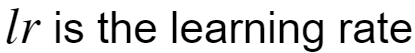 lr is the learning rate